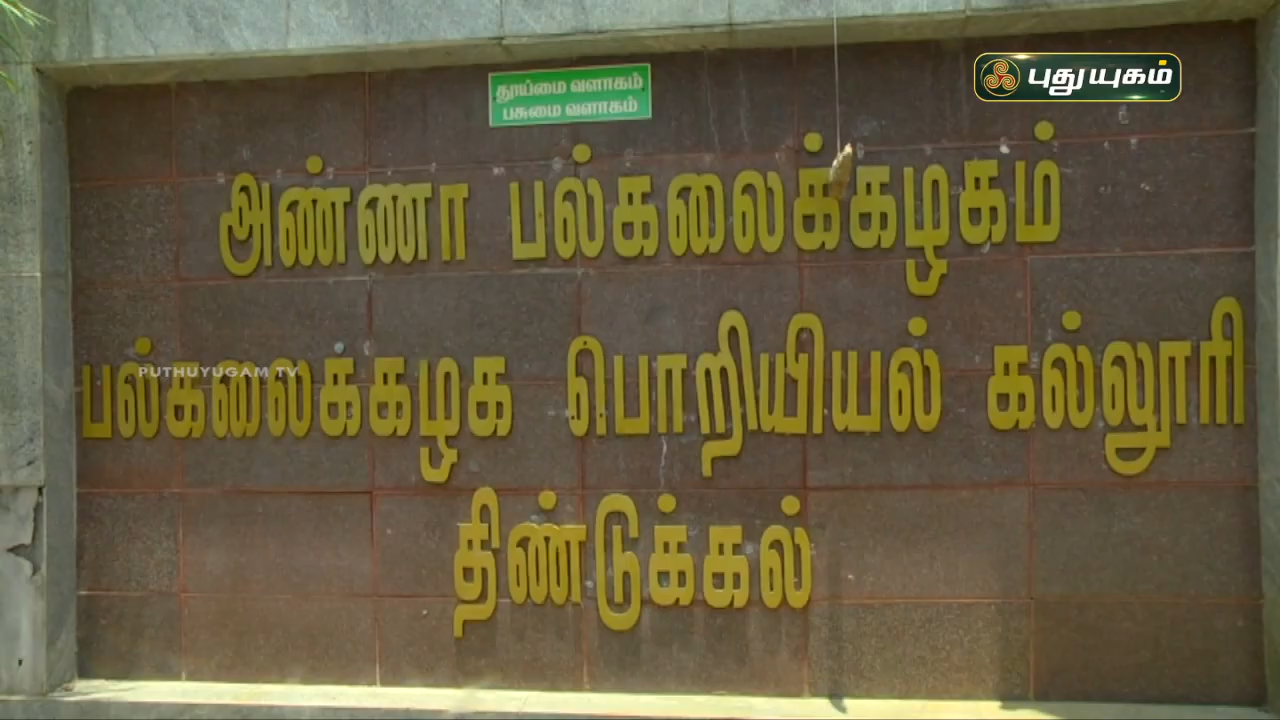 புதுயுகம்
தூய்மை வளாகம்
பசுமை வளாகம்
அண்ணா பல்கலைக்கழகம்
பல்கலைக்கழக பொறியியல் கல்லூரி
PUTHUYUGAM TV
திண்டுக்கல்